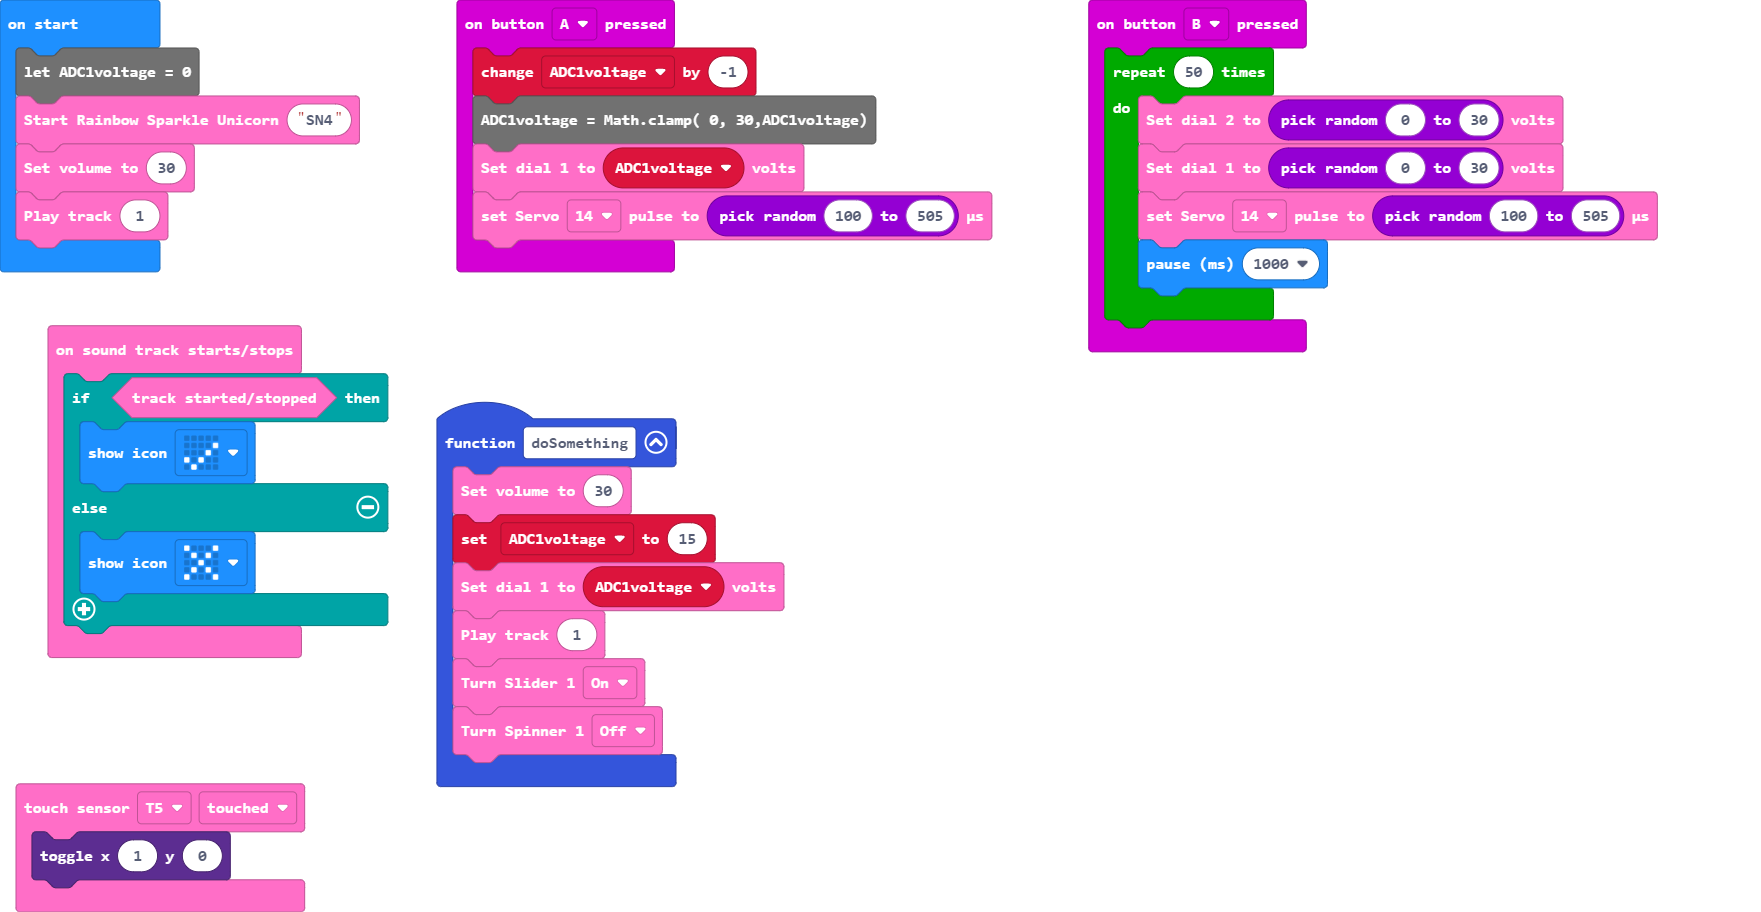 on start
let ADC1voltage = 0
Start Rainbow Sparkle Unicorn "SN4"
Set volume to 30
Play track 1
on button A pressed
change ADC1voltage by -1
ADC1voltage = Math.clamp( 0, 30,ADC1voltage)
Set dial 1 to ADC1voltage volts
set Servo 14 pulse to pick random 100 to 505 µs
on button B pressed
repeat 50 times
do
Set dial 2 to pick random 0 to 30 volts
Set dial 1 to pick random 0 to 30 volts
set Servo 14 pulse to pick random 100 to 505 µs
pause (ms) 1000
on sound track starts/stops
if track started/stopped then
show icon
else
show icon
function doSomething
Set volume to 30
set ADC1voltage to 15
Set dial 1 to ADC1voltage volts
Play track 1
Turn Slider 1 On
Turn Spinner 1 Off
touch sensor T5 touched
toggle x 1 y 0